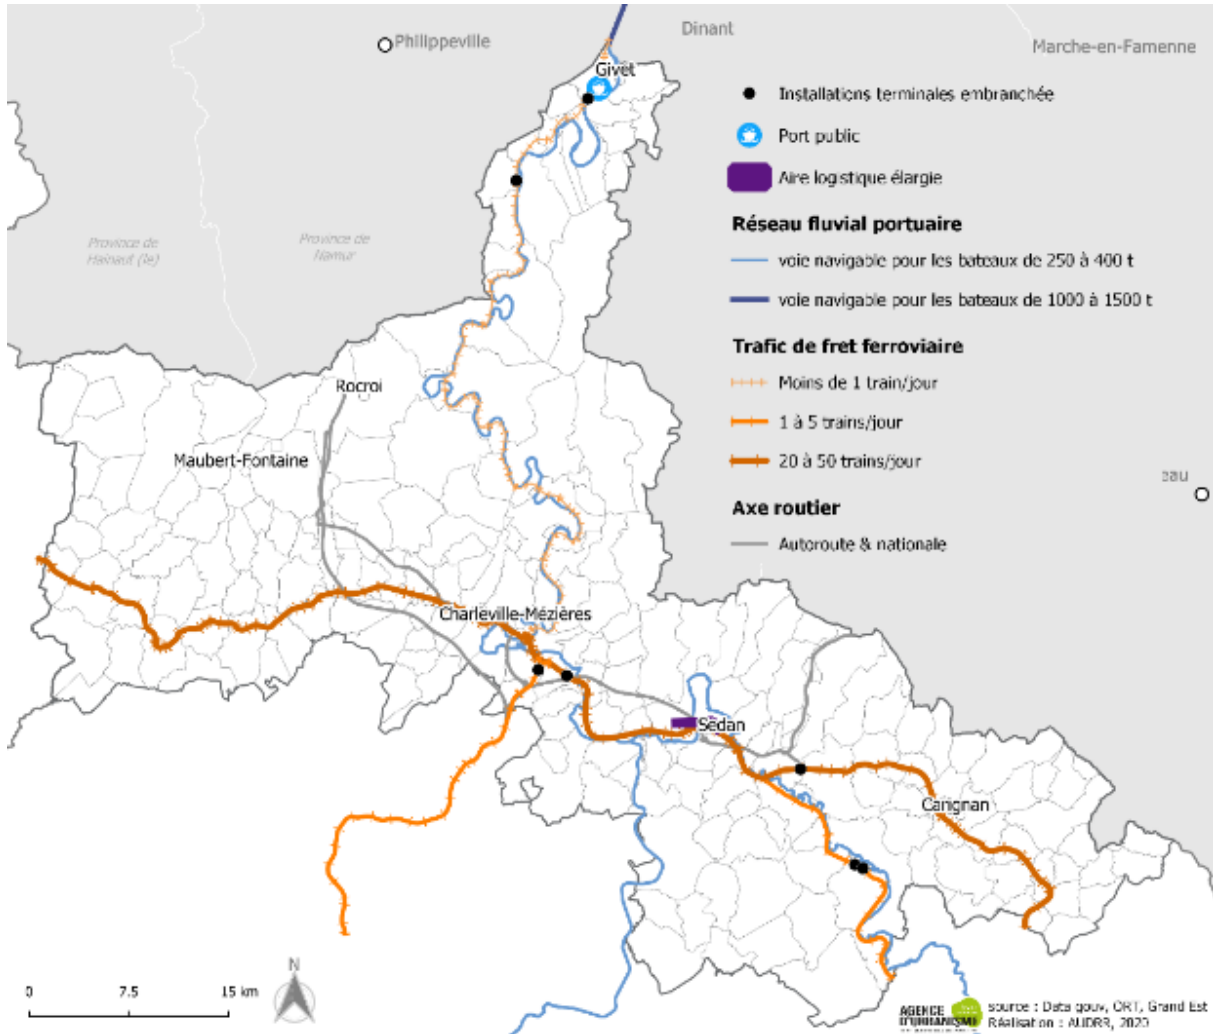 Philippeville
Dinant
Marche-en-Famenne
Givet
Installations terminales embranchée
Port public
Aire logistique élargie
Province de
Hainaut (le)
Province de
Namur
Réseau fluvial portuaire
voie navigable pour les bateaux de 250 à 400 t
voie navigable pour les bateaux de 1000 à 1500 t
Trafic de fret ferroviaire
Moins de 1 train/jour
1 à 5 trains/jour
20 à 50 trains/jour
Axe routier
Autoroute & nationale
Rocroi
Maubert-Fontaine
eau
Charleville-Mézières
Sedan
Carignan
N
0 7.5 15 km
AGENCE
D'URBANISME
source : Data gouv, ORT, Grand Est
Réalisation : AUDRR, 2020